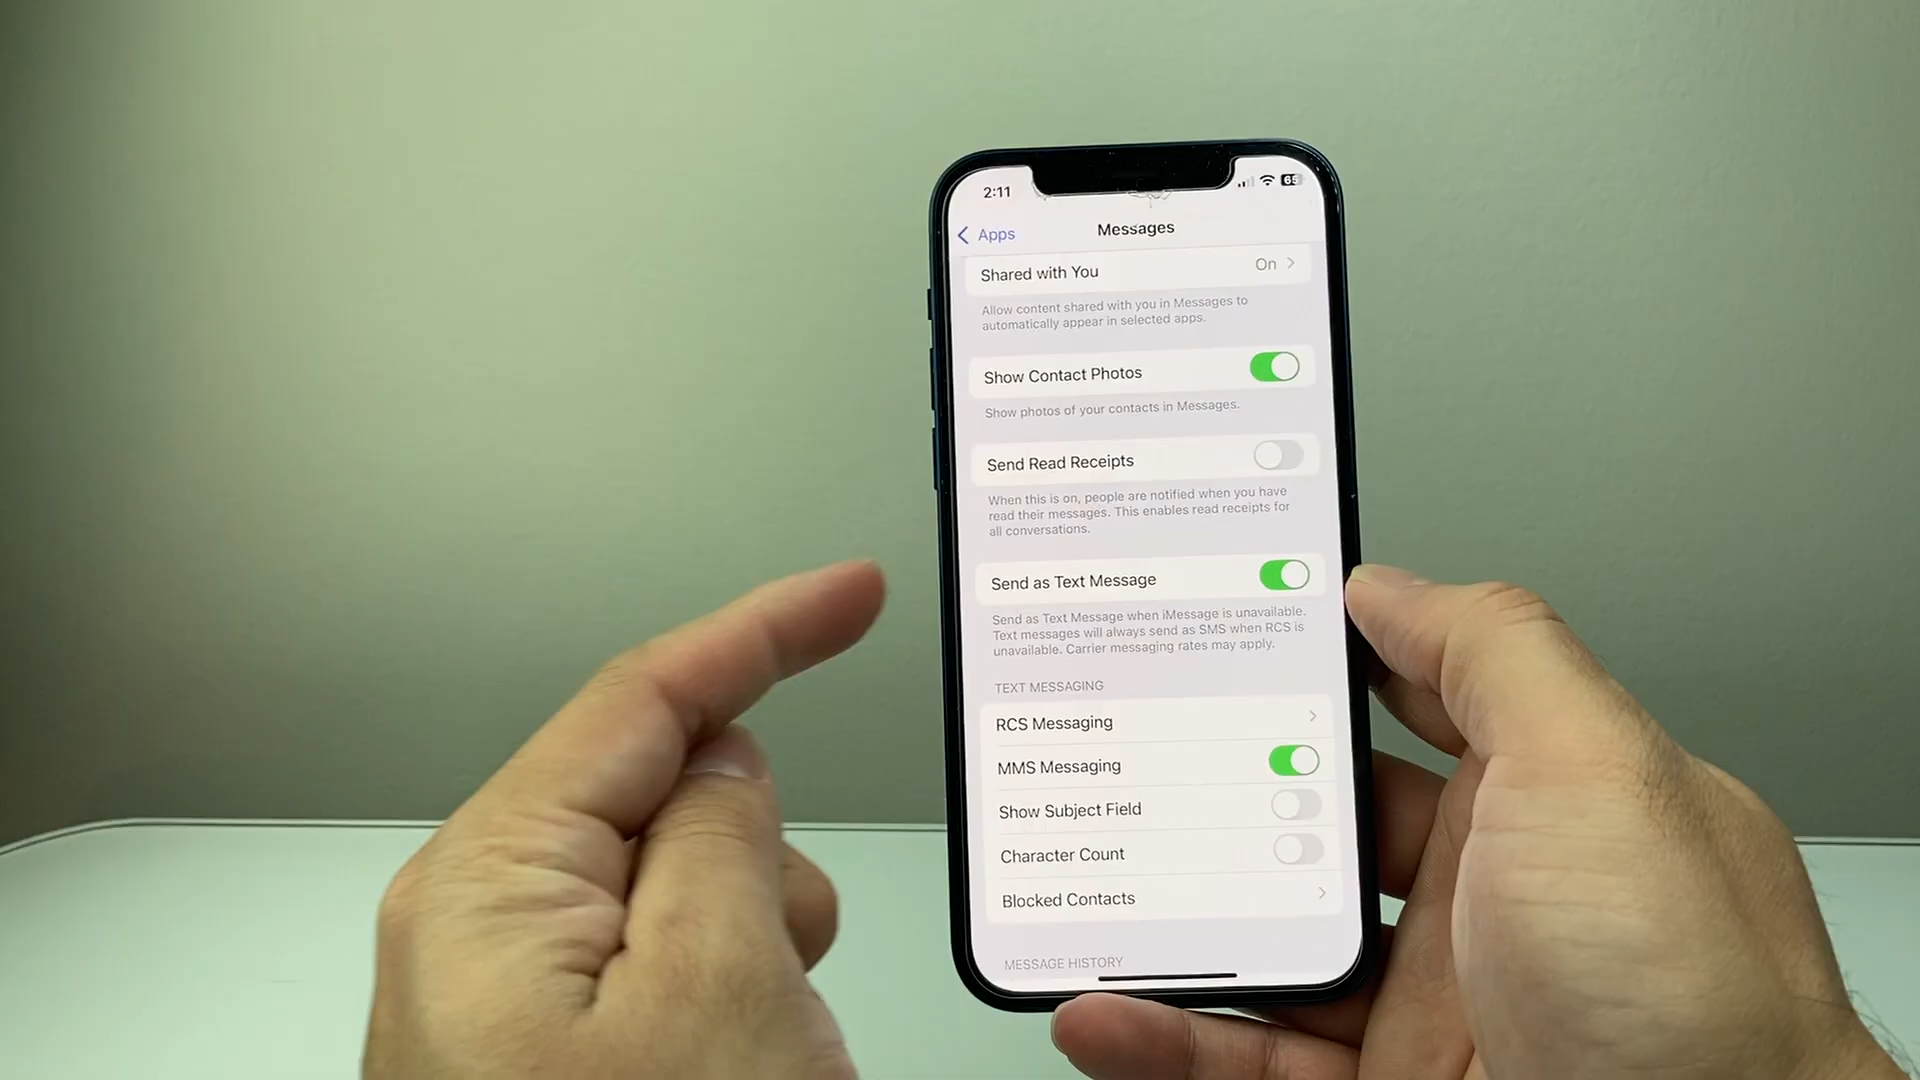 2:11
65
Apps
Messages
Shared with You
On
Allow content shared with you in Messages to
automatically appear in selected apps.
Show Contact Photos
Show photos of your contacts in Messages.
Send Read Receipts
When this is on, people are notified when you have
read their messages. This enables read receipts for
all conversations.
Send as Text Message
Send as Text Message when iMessage is unavailable.
Text messages will always send as SMS when RCS is
unavailable. Carrier messaging rates may apply.
TEXT MESSAGING
RCS Messaging
MMS Messaging
Show Subject Field
Character Count
Blocked Contacts
MESSAGE HISTORY